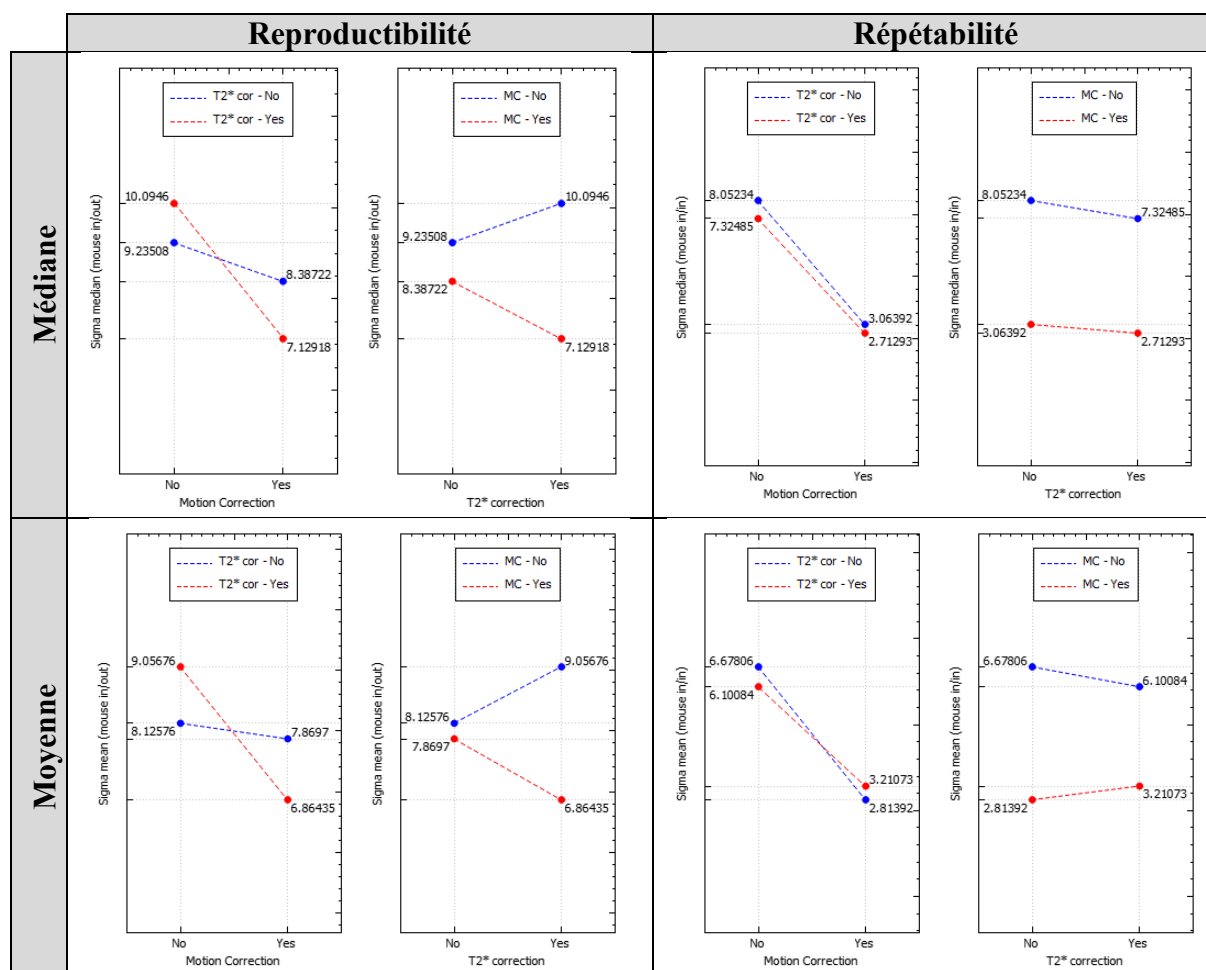 Reproductibilité
Répétabilité
Médiane
T2* cor - No
T2* cor - Yes
10.0946
9.23508
8.38722
7.12918
Sigma median (mouse in/out)
No
Yes
Motion Correction
MC - No
MC - Yes
10.0946
9.23508
8.38722
7.12918
Sigma median (mouse in/out)
No
Yes
T2* correction
T2* cor - No
T2* cor - Yes
8.05234
7.32485
3.06392
2.71293
Sigma median (mouse in/in)
No
Yes
Motion Correction
MC - No
MC - Yes
8.05234
7.32485
3.06392
2.71293
Sigma median (mouse in/in)
No
Yes
T2* correction
Moyenne
T2* cor - No
T2* cor - Yes
9.05676
8.12576
7.8697
6.86435
Sigma mean (mouse in/out)
No
Yes
Motion Correction
MC - No
MC - Yes
9.05676
8.12576
7.8697
6.86435
Sigma mean (mouse in/out)
No
Yes
T2* correction
T2* cor - No
T2* cor - Yes
6.67806
6.10084
3.21073
2.81392
Sigma mean (mouse in/in)
No
Yes
Motion Correction
MC - No
MC - Yes
6.67806
6.10084
3.21073
2.81392
Sigma mean (mouse in/in)
No
Yes
T2* correction